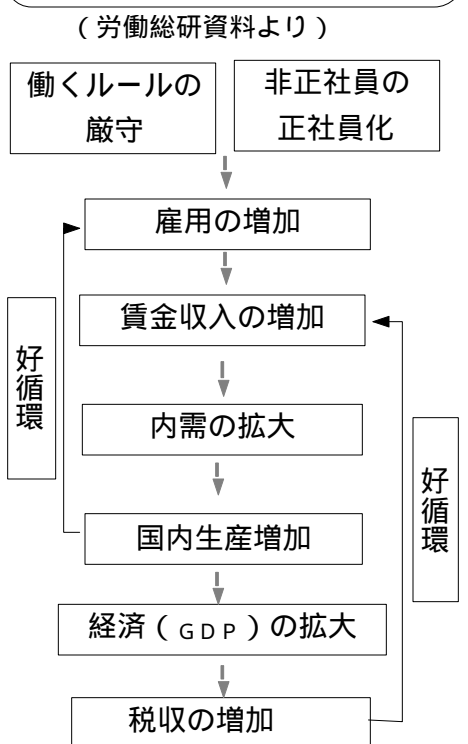 （労働総研資料より）
働くルールの
厳守
非正社員の
正社員化
雇用の増加
賃金収入の増加
好循環
内需の拡大
好循環
国内生産増加
経済（ＧＤＰ）の拡大
税収の増加